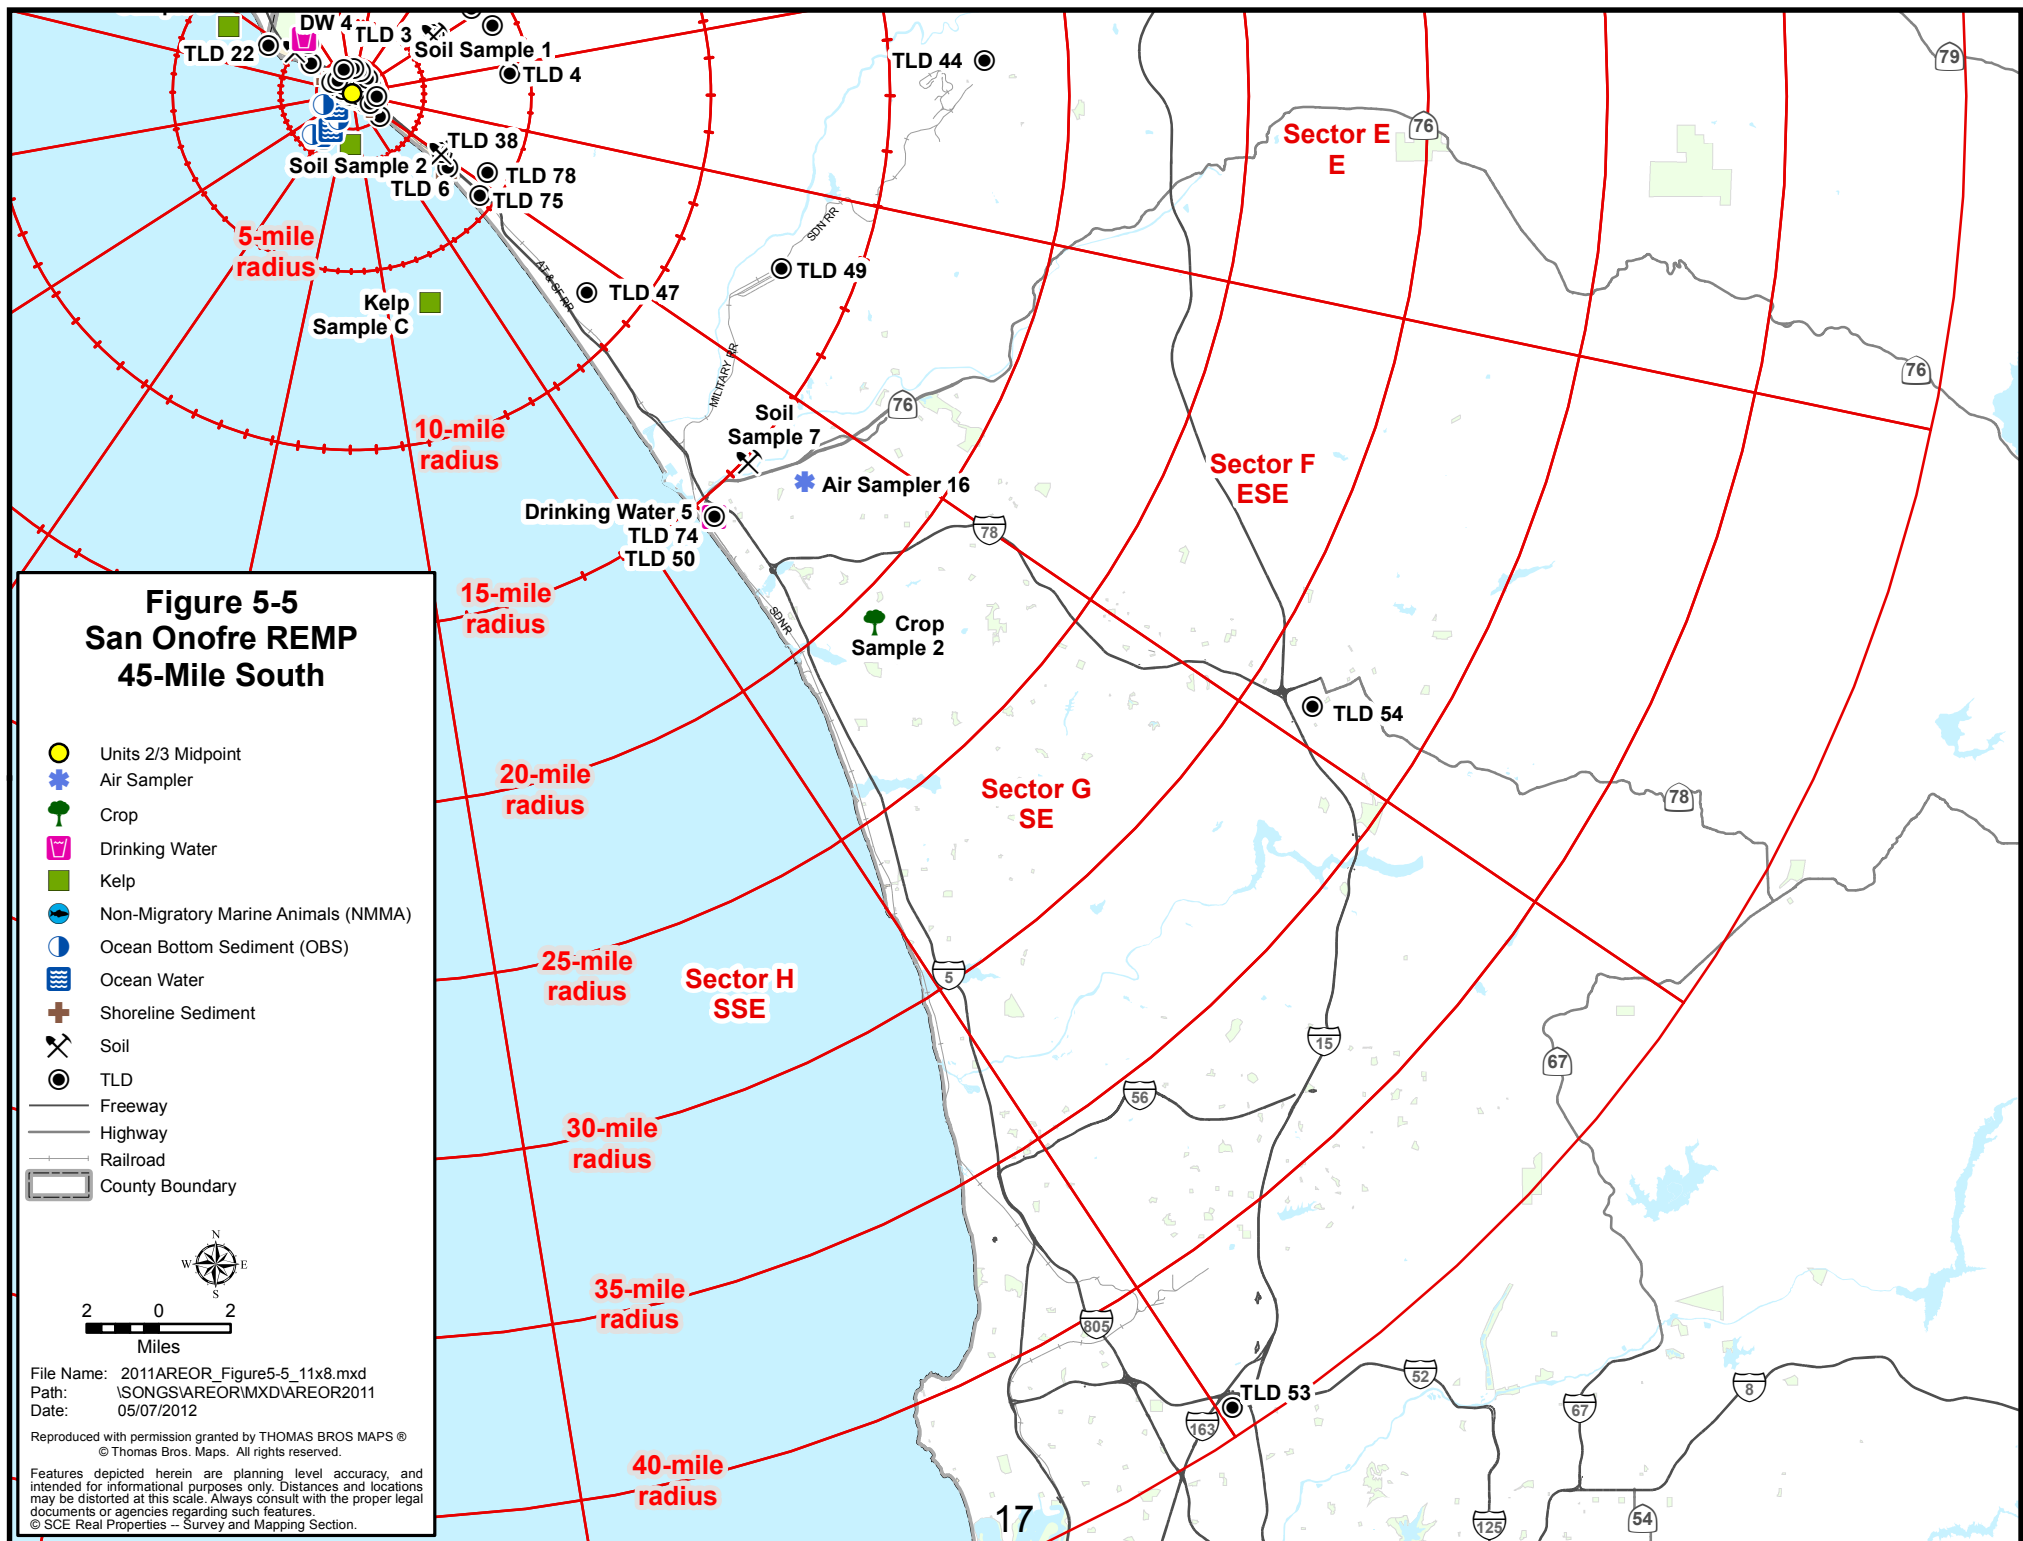 DW 4
TLD 3
TLD 22
Soil Sample 1
TLD 4
TLD 44
79
76
Sector E
E
TLD 38
Soil Sample 2
TLD 6
TLD 78
TLD 75
5-mile
radius
SDN RR
AT & SF RR
TLD 49
TLD 47
Kelp
Sample C
MILITARY RR
76
76
10-mile
radius
Soil
Sample 7
Sector F
ESE
Air Sampler 16
Drinking Water 5
TLD 74
TLD 50
78
15-mile
radius
SDNR
Crop
Sample 2
TLD 54
20-mile
radius
Sector G
SE
78
25-mile
radius
Sector H
SSE
5
15
67
56
30-mile
radius
35-mile
radius
805
TLD 53
52
8
67
163
40-mile
radius
17
125
54
Figure 5-5
San Onofre REMP
45-Mile South
Units 2/3 Midpoint
Air Sampler
Crop
Drinking Water
Kelp
Non-Migratory Marine Animals (NMMA)
Ocean Bottom Sediment (OBS)
Ocean Water
Shoreline Sediment
Soil
TLD
Freeway
Highway
Railroad
County Boundary
N
W E
S
2 0 2
Miles
File Name: 2011AREOR_Figure5-5_11x8.mxd
Path: \SONGS\AREOR\MXD\AREOR2011
Date: 05/07/2012
Reproduced with permission granted by THOMAS BROS MAPS ®
© Thomas Bros. Maps. All rights reserved.
Features depicted herein are planning level accuracy, and
intended for informational purposes only. Distances and locations
may be distorted at this scale. Always consult with the proper legal
documents or agencies regarding such features.
© SCE Real Properties -- Survey and Mapping Section.